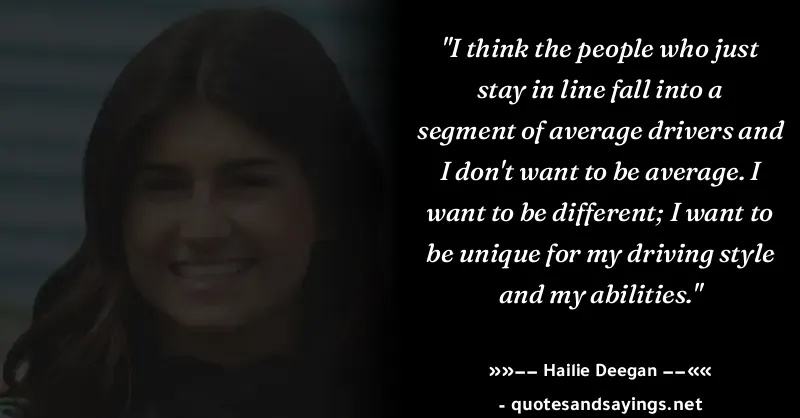 "I think the people who just
stay in line fall into a
segment of average drivers and
I don't want to be average. I
want to be different; I want to
be unique for my driving style
and my abilities."
»»−− Hailie Deegan −−««
- quotesandsayings.net